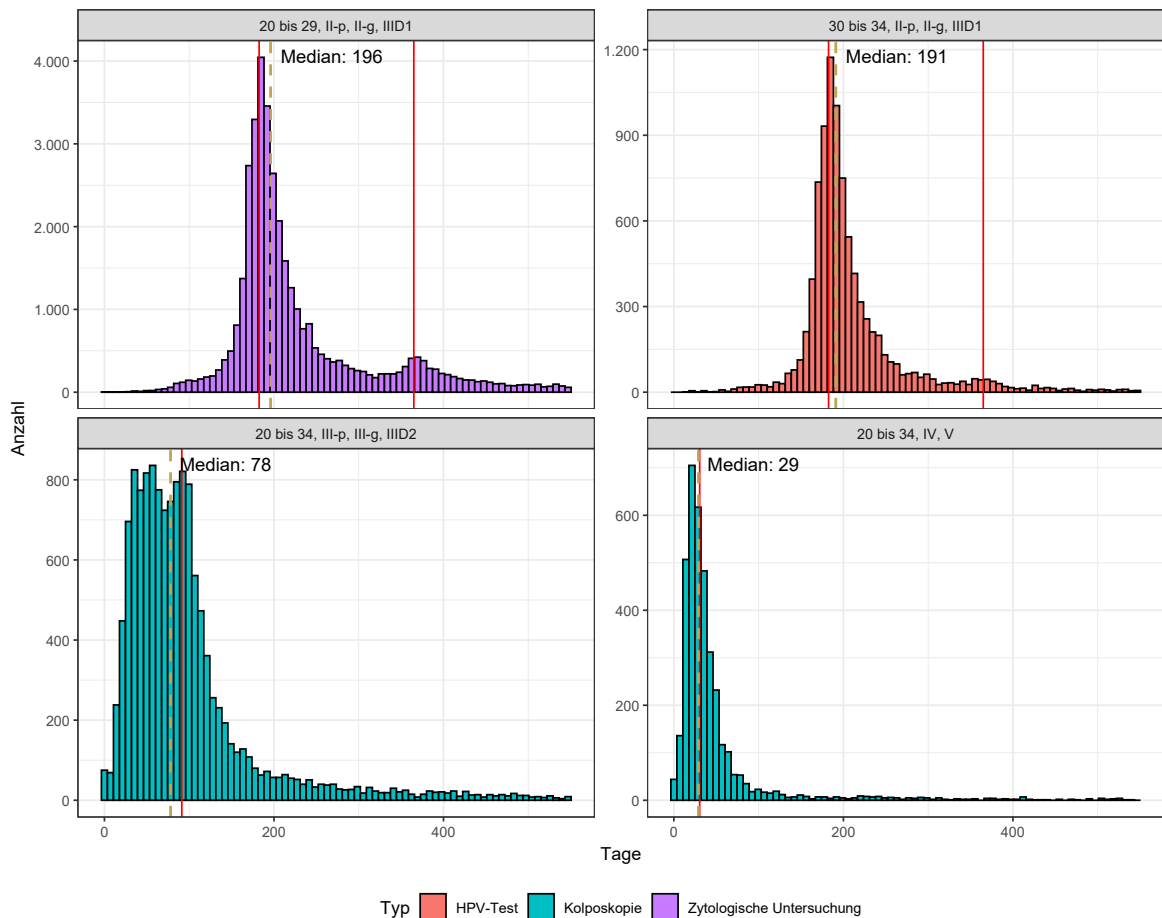 20 bis 29, II-p, II-g, IIID1
30 bis 34, II-p, II-g, IIID1
Median: 196
Median: 191
4.000
3.000
2.000
1.000
0
1.200
900
600
300
0
Anzahl
20 bis 34, III-p, III-g, IIID2
20 bis 34, IV, V
Median: 78
Median: 29
800
600
400
200
0
600
400
200
0
0
200
400
0
200
400
Tage
Typ HPV-Test Kolposkopie Zytologische Untersuchung